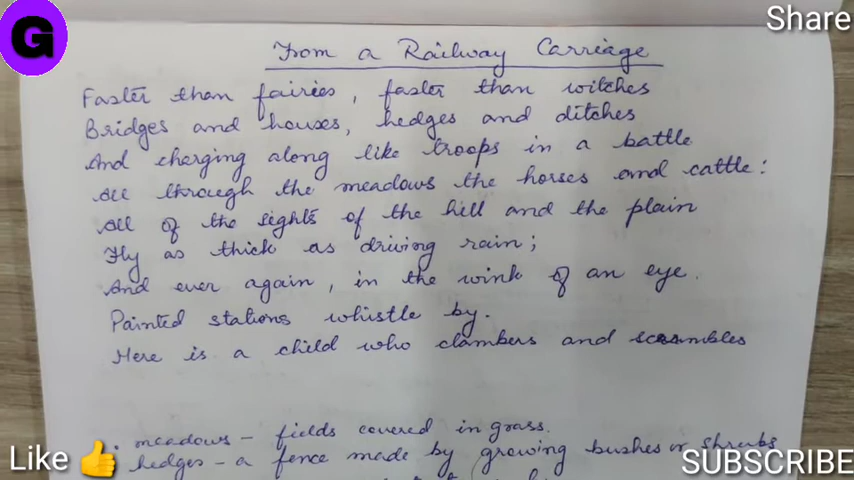 G
Share
From a Railway Carriage
Faster than fairies, faster than witches
Bridges and houses, hedges and ditches
And charging along like troops in a battle
All through the meadows the horses and cattle:
All of the sights of the hill and the plain
Fly as thick as driving rain;
And ever again, in the wink of an eye.
Painted stations whistle by.
Here is a child who clambers and scrambles
. meadows - fields covered in grass.
. hedges - a fence made by growing bushes or shrubs
Like
SUBSCRIBE